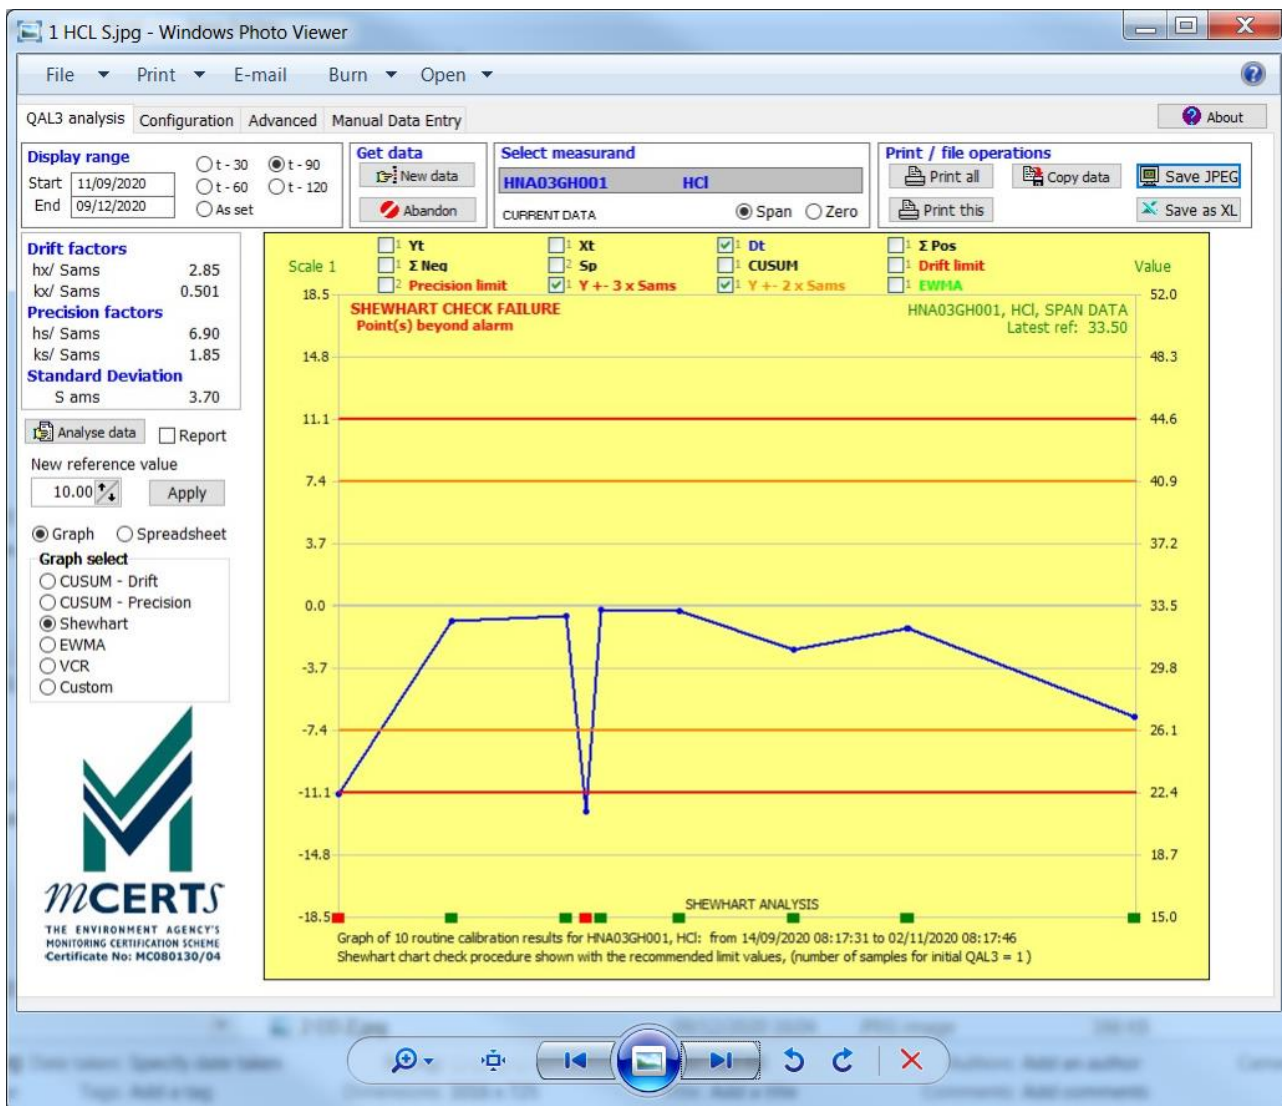 1 HCL S.jpg - Windows Photo Viewer
File Print E-mail Burn Open
QAL3 analysis Configuration Advanced Manual Data Entry About
Display range
Start 11/09/2020
End 09/12/2020
t - 30 t - 90
t - 60 t - 120
As set
Get data
New data
Abandon
Select measurand
HNA03GH001 HCl
CURRENT DATA Span Zero
Print / file operations
Print all Copy data Save JPEG
Print this Save as XL
Drift factors
hx/ Sams 2.85
kx/ Sams 0.501
Precision factors
hs/ Sams 6.90
ks/ Sams 1.85
Standard Deviation
S ams 3.70
Analyse data Report
New reference value
10.00 Apply
Graph Spreadsheet
Graph select
CUSUM - Drift
CUSUM - Precision
Shewhart
EWMA
VCR
Custom
mCERTS
THE ENVIRONMENT AGENCY'S
MONITORING CERTIFICATION SCHEME
Certificate No: MC080130/04
1 Yt 1 Xt 1 Dt 1 Σ Pos
Scale 1 1 Σ Neg 2 Sp 1 CUSUM 1 Drift limit Value
2 Precision limit 1 Y +- 3 x Sams 1 Y +- 2 x Sams 1 EWMA
18.5 52.0
SHEWHART CHECK FAILURE
Point(s) beyond alarm
HNA03GH001, HCl, SPAN DATA
Latest ref: 33.50
14.8 48.3
11.1 44.6
7.4 40.9
3.7 37.2
0.0 33.5
-3.7 29.8
-7.4 26.1
-11.1 22.4
-14.8 18.7
SHEWHART ANALYSIS
-18.5 15.0
Graph of 10 routine calibration results for HNA03GH001, HCl: from 14/09/2020 08:17:31 to 02/11/2020 08:17:46
Shewhart chart check procedure shown with the recommended limit values, (number of samples for initial QAL3 = 1 )